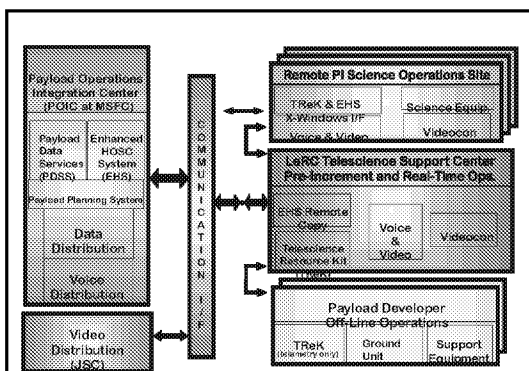 Payload Operations
Integration Center
(POIC at MSFC)
Payload
Data
Services
(PDSS)
Enhanced
HOSC
System
(EHS)
Payload Planning System
Data
Distribution
Voice Distribution
Video
Distribution
(JSC)
COMMUNICATION I/F
Remote PI Science Operations Site
TReK & EHS
X-Windows I/F
Science Equip.
Voice & Video
Videocon
LeRC Telescience Support Center
Pre-Increment and Real-Time Ops.
EHS Remote
Copy
Voice
&
Video
Videocon
Telescience
Resource Kit
(TReK)
Payload Developer
Off-Line Operations
TReK
(telemetry only)
Ground
Unit
Support
Equipment